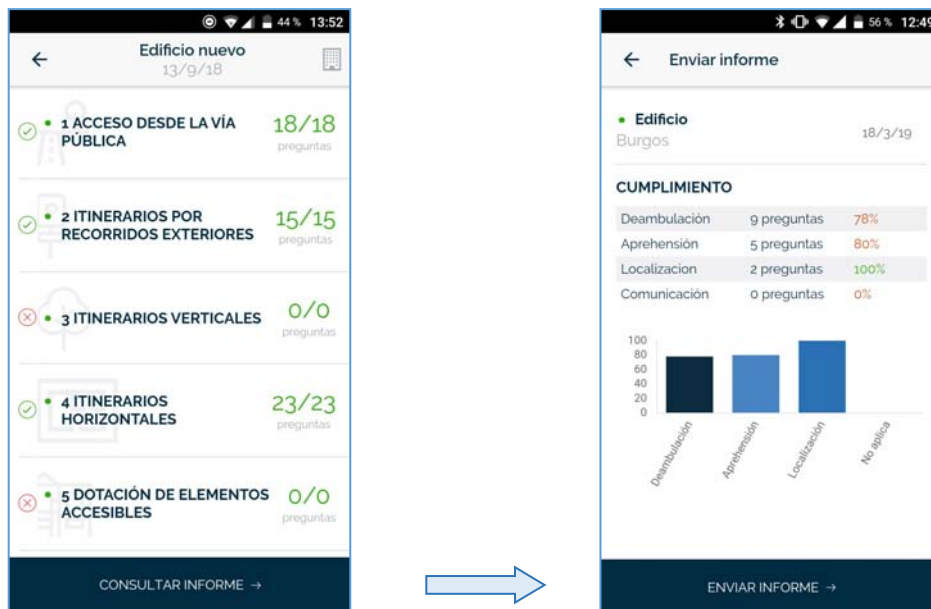 44 % 13:52
Edificio nuevo
13/9/18
1 ACCESO DESDE LA VÍA
PÚBLICA
18/18
preguntas
2 ITINERARIOS POR
RECORRIDOS EXTERIORES
15/15
preguntas
3 ITINERARIOS VERTICALES
0/0
preguntas
4 ITINERARIOS
HORIZONTALES
23/23
preguntas
5 DOTACIÓN DE ELEMENTOS
ACCESIBLES
0/0
preguntas
CONSULTAR INFORME →
56 % 12:49
Enviar informe
Edificio
Burgos
18/3/19
CUMPLIMIENTO
Deambulación 9 preguntas 78%
Aprehensión 5 preguntas 80%
Localizacion 2 preguntas 100%
Comunicación 0 preguntas 0%
100
80
60
40
20
0
Deambulación
Aprehensión
Localización
No aplica
ENVIAR INFORME →